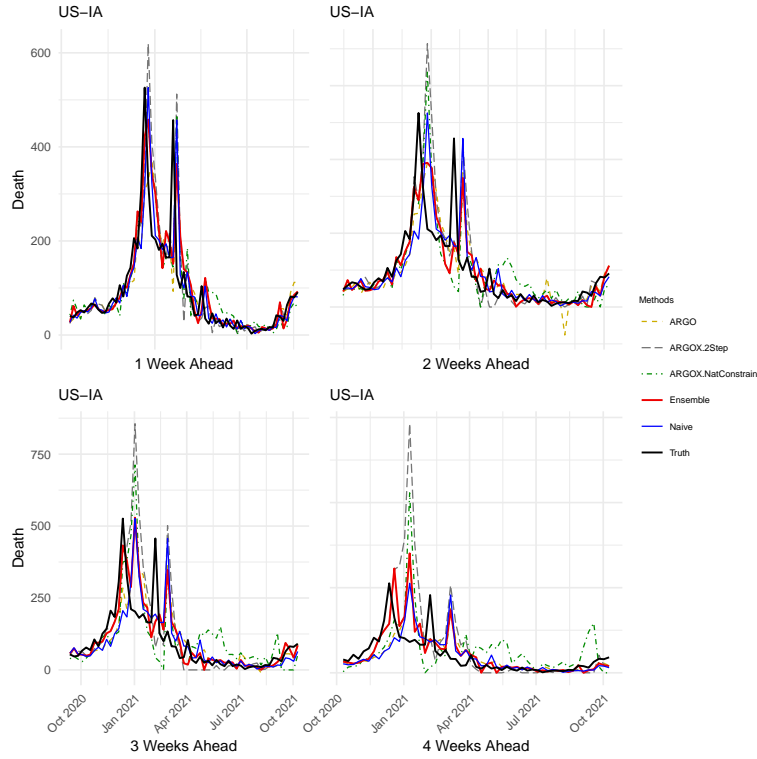 US−IA
US−IA
600
400
200
0
Death
1 Week Ahead
2 Weeks Ahead
Methods
ARGO
ARGOX.2Step
ARGOX.NatConstrain
Ensemble
Naive
Truth
US−IA
US−IA
750
500
250
0
Death
Oct 2020
Jan 2021
Apr 2021
Jul 2021
Oct 2021
Oct 2020
Jan 2021
Apr 2021
Jul 2021
Oct 2021
3 Weeks Ahead
4 Weeks Ahead